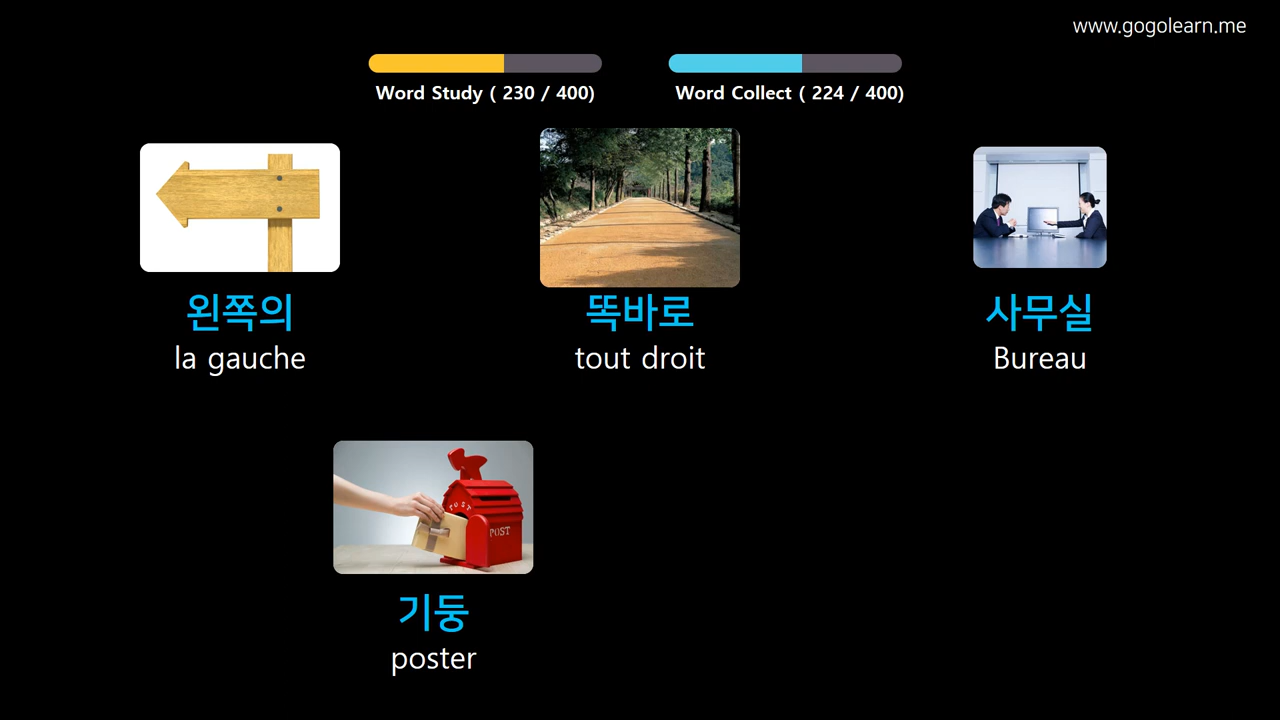 www.gogolearn.me
Word Study ( 230 / 400)
Word Collect ( 224 / 400)
왼쪽의
la gauche
똑바로
tout droit
사무실
Bureau
POST
POST
기둥
poster